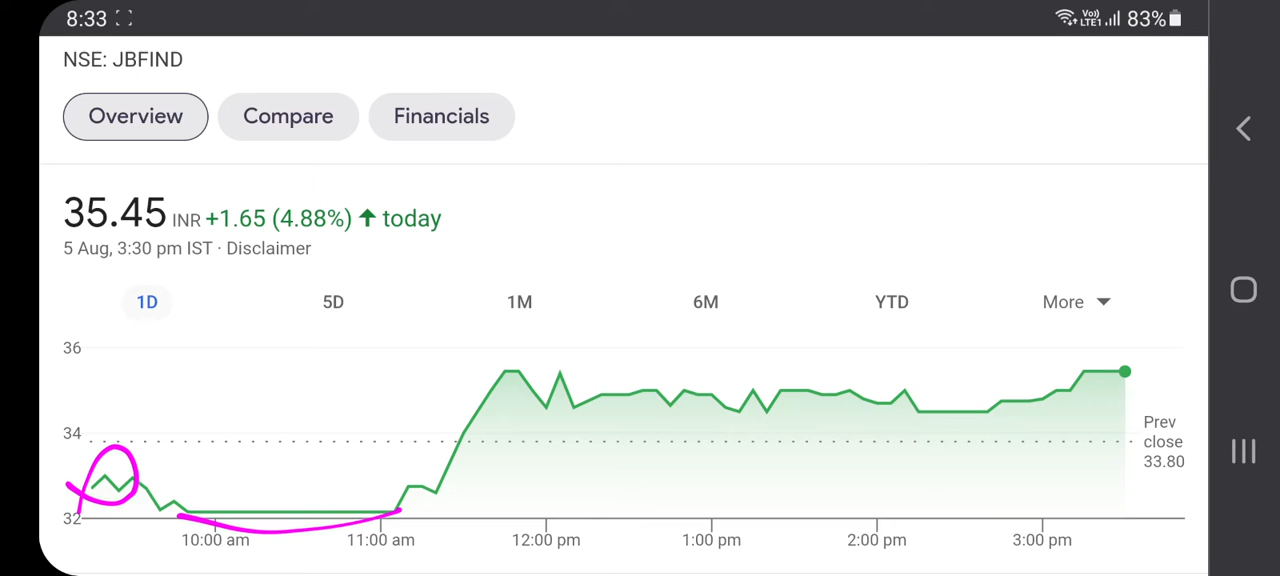 8:33 Vo) LTE1 83%
NSE: JBFIND
Overview Compare Financials
35.45 INR +1.65 (4.88%) ↑ today
5 Aug, 3:30 pm IST · Disclaimer
1D 5D 1M 6M YTD More
36
34
32
Prev
close
33.80
10:00 am 11:00 am 12:00 pm 1:00 pm 2:00 pm 3:00 pm